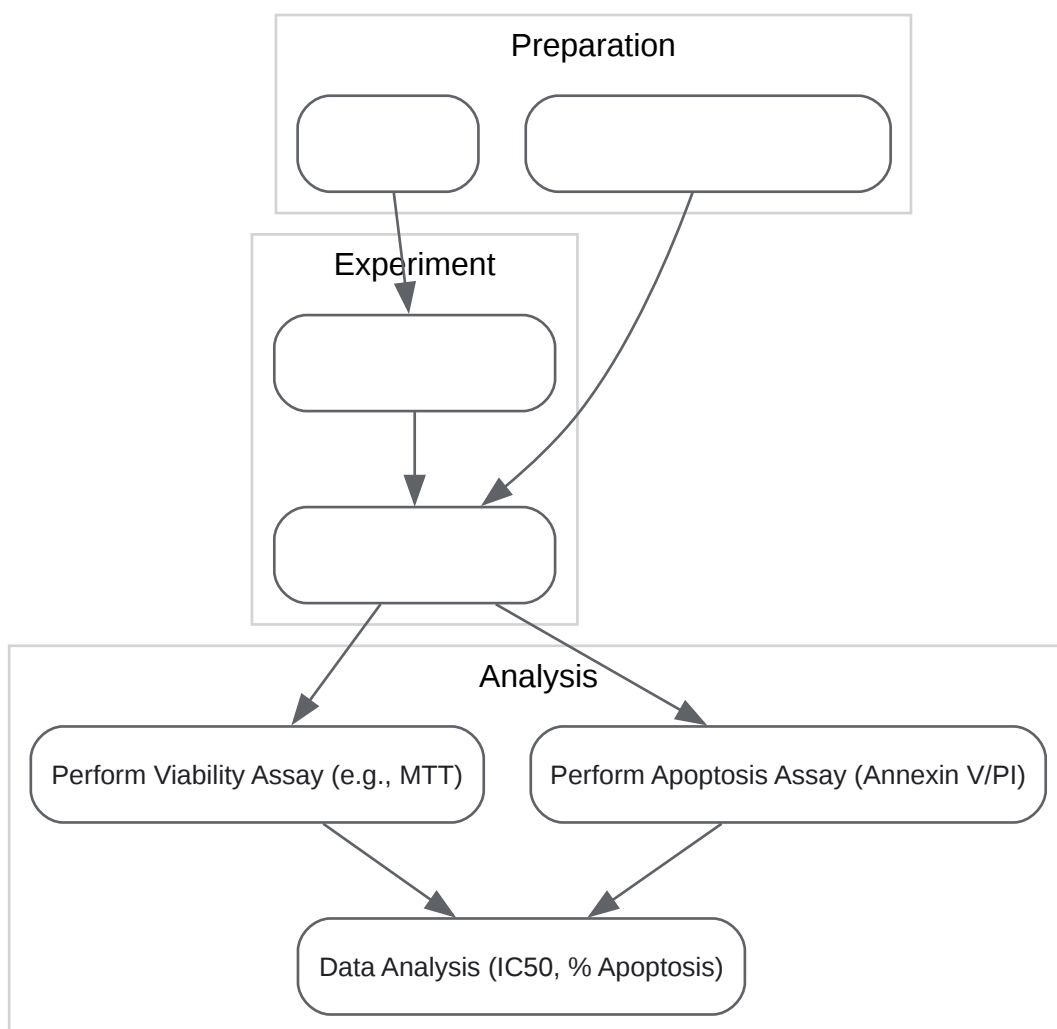 Preparation
Experiment
Analysis
Perform Viability Assay (e.g., MTT)
Perform Apoptosis Assay (Annexin V/PI)
Data Analysis (IC50, % Apoptosis)